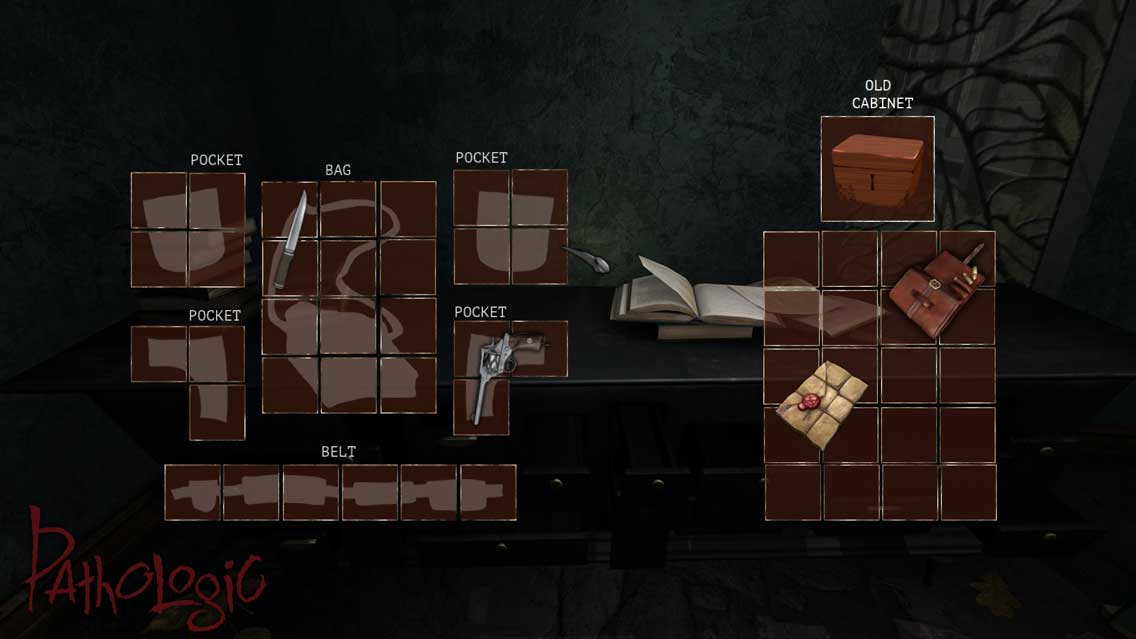 OLD
CABINET
POCKET
BAG
POCKET
POCKET
POCKET
BELT
PATHOLOGIC